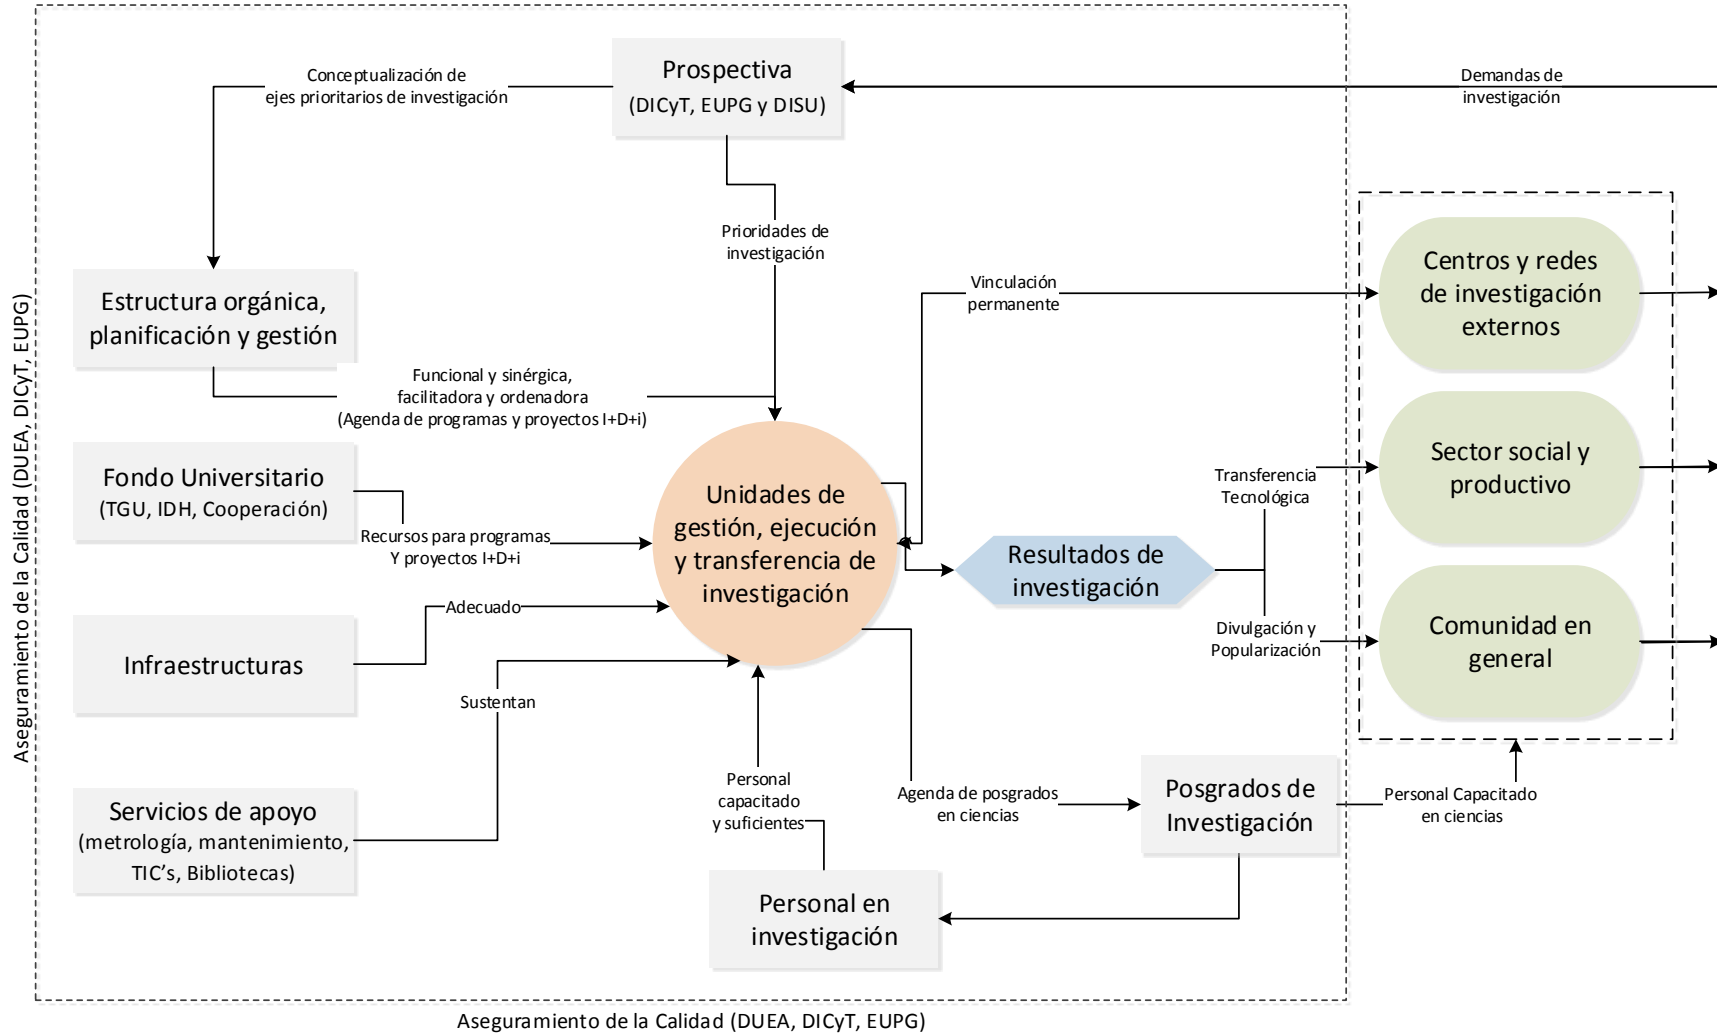 Prospectiva
(DICyT, EUPG y DISU)
Conceptualización de
ejes prioritarios de investigación
Demandas de
investigación
Prioridades de
investigación
Estructura orgánica,
planificación y gestión
Funcional y sinérgica,
facilitadora y ordenadora
(Agenda de programas y proyectos I+D+i)
Vinculación
permanente
Centros y redes
de investigación
externos
Fondo Universitario
(TGU, IDH, Cooperación)
Recursos para programas
Y proyectos I+D+i
Unidades de
gestión, ejecución
y transferencia de
investigación
Resultados de
investigación
Transferencia
Tecnológica
Sector social y
productivo
Infraestructuras
Adecuado
Divulgación y
Popularización
Comunidad en
general
Servicios de apoyo
(metrología, mantenimiento,
TIC’s, Bibliotecas)
Sustentan
Personal
capacitado
y suficientes
Agenda de posgrados
en ciencias
Posgrados de
Investigación
Personal Capacitado
en ciencias
Personal en
investigación
Aseguramiento de la Calidad (DUEA, DICyT, EUPG)
Aseguramiento de la Calidad (DUEA, DICyT, EUPG)